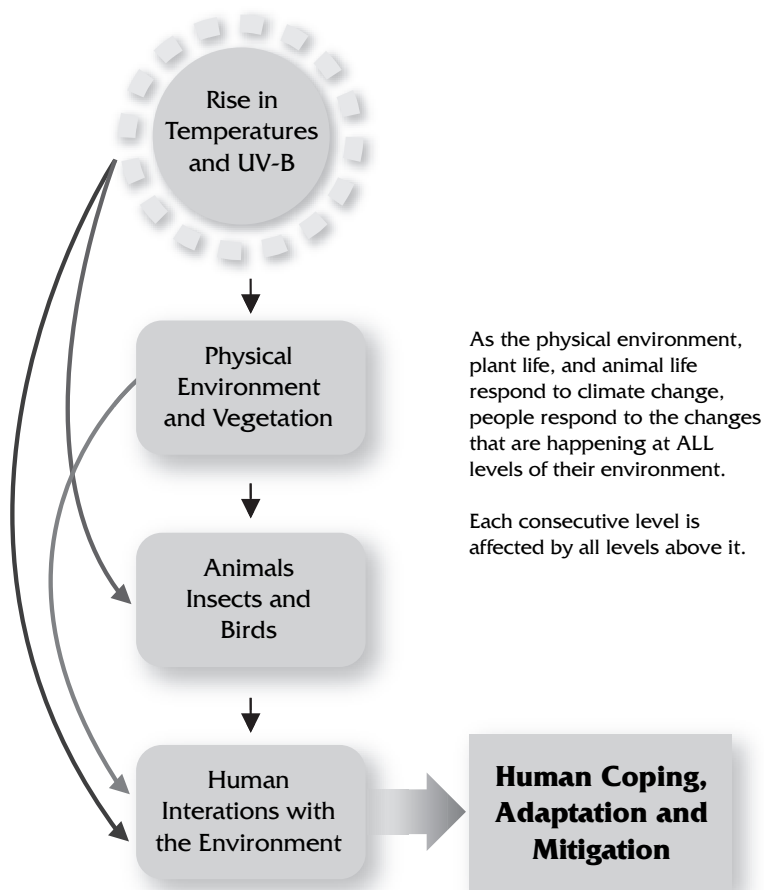 Rise in
Temperatures
and UV-B
Physical
Environment
and Vegetation
As the physical environment,
plant life, and animal life
respond to climate change,
people respond to the changes
that are happening at ALL
levels of their environment.
Each consecutive level is
affected by all levels above it.
Animals
Insects and
Birds
Human
Interations with
the Environment
Human Coping,
Adaptation and
Mitigation